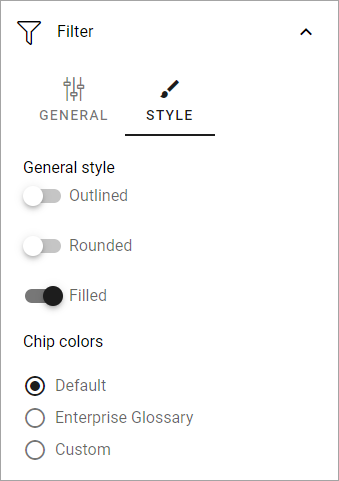 Filter
GENERAL STYLE
General style
Outlined
Rounded
Filled
Chip colors
Default
Enterprise Glossary
Custom